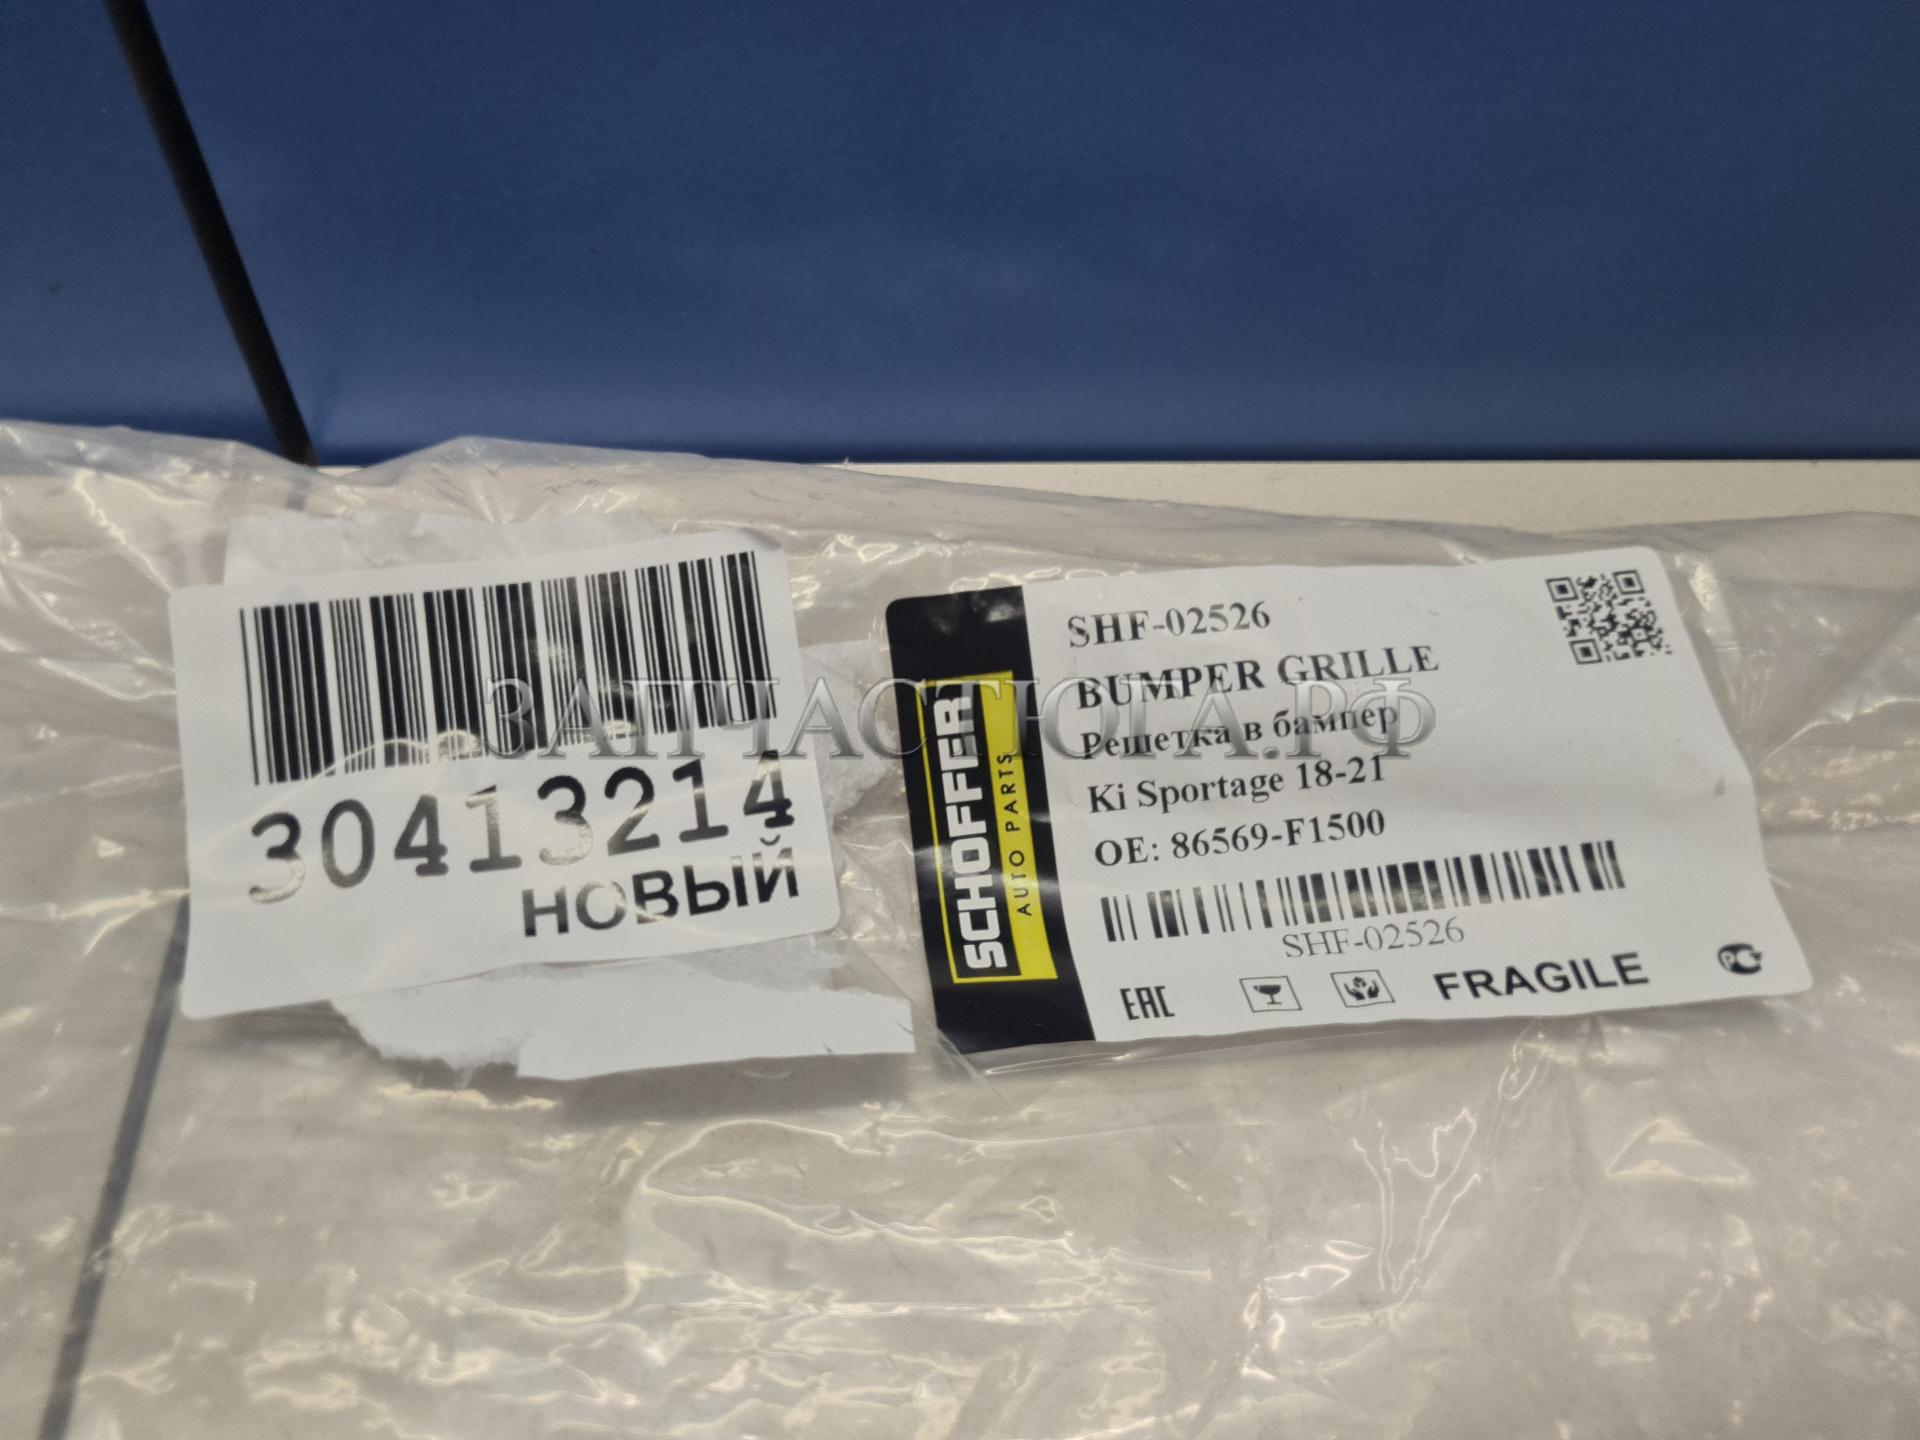 30413214
НОВЫЙ
SCHOFFER
AUTO PARTS
SHF-02526
BUMPER GRILLE
Решетка в бампер
Ki Sportage 18-21
OE: 86569-F1500
SHF-02526
EAC
FRAGILE
РСТ
ЗАПЧАСТЮГА.РФ